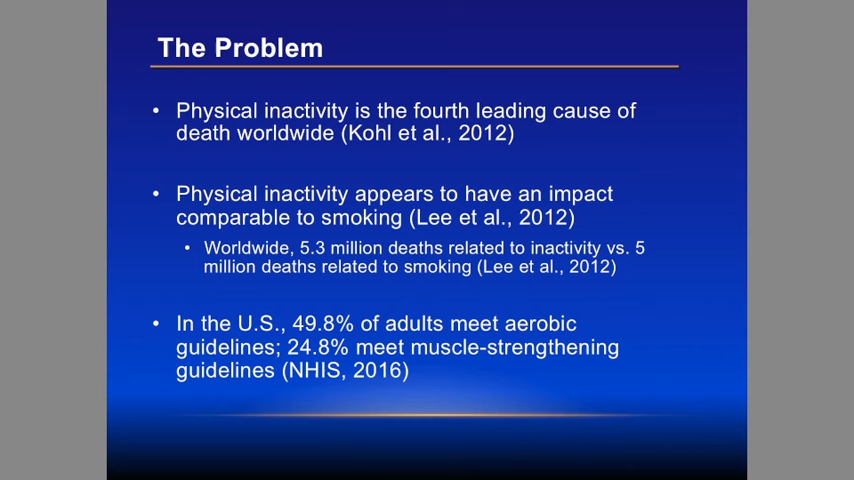 The Problem
• Physical inactivity is the fourth leading cause of
death worldwide (Kohl et al., 2012)
• Physical inactivity appears to have an impact
comparable to smoking (Lee et al., 2012)
• Worldwide, 5.3 million deaths related to inactivity vs. 5
million deaths related to smoking (Lee et al., 2012)
• In the U.S., 49.8% of adults meet aerobic
guidelines; 24.8% meet muscle-strengthening
guidelines (NHIS, 2016)